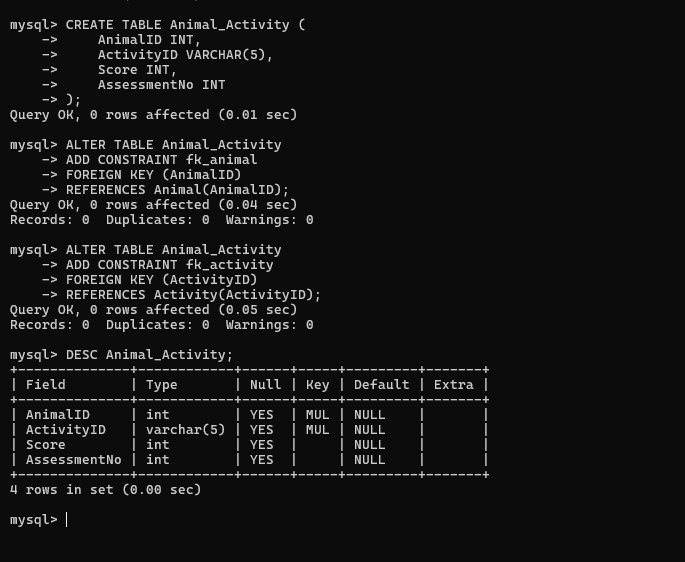 mysql> CREATE TABLE Animal_Activity (
    ->     AnimalID INT,
    ->     ActivityID VARCHAR(5),
    ->     Score INT,
    ->     AssessmentNo INT
    -> );
Query OK, 0 rows affected (0.01 sec)

mysql> ALTER TABLE Animal_Activity
    -> ADD CONSTRAINT fk_animal
    -> FOREIGN KEY (AnimalID)
    -> REFERENCES Animal(AnimalID);
Query OK, 0 rows affected (0.04 sec)
Records: 0  Duplicates: 0  Warnings: 0

mysql> ALTER TABLE Animal_Activity
    -> ADD CONSTRAINT fk_activity
    -> FOREIGN KEY (ActivityID)
    -> REFERENCES Activity(ActivityID);
Query OK, 0 rows affected (0.05 sec)
Records: 0  Duplicates: 0  Warnings: 0

mysql> DESC Animal_Activity;
+--------------+------------+------+-----+---------+-------+
| Field        | Type       | Null | Key | Default | Extra |
+--------------+------------+------+-----+---------+-------+
| AnimalID     | int        | YES  | MUL | NULL    |       |
| ActivityID   | varchar(5) | YES  | MUL | NULL    |       |
| Score        | int        | YES  |     | NULL    |       |
| AssessmentNo | int        | YES  |     | NULL    |       |
+--------------+------------+------+-----+---------+-------+
4 rows in set (0.00 sec)

mysql>